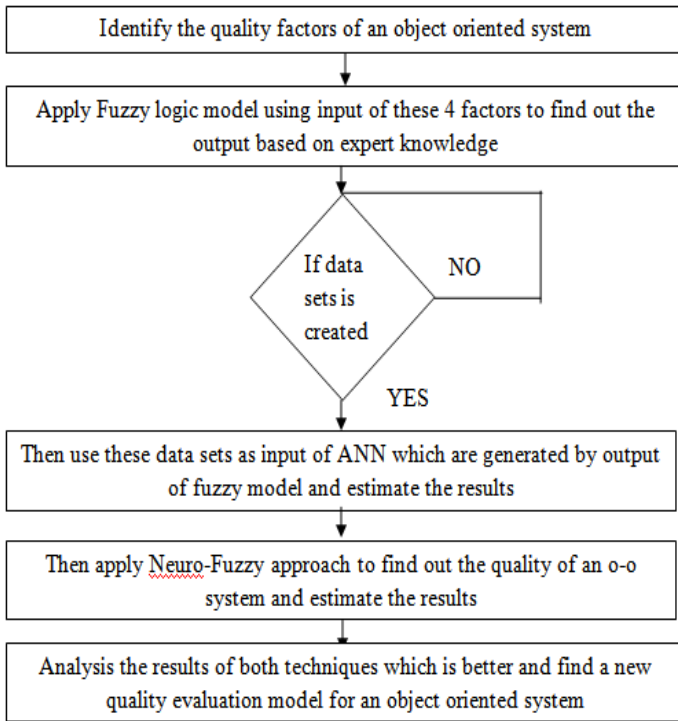 Identify the quality factors of an object oriented system
Apply Fuzzy logic model using input of these 4 factors to find out the
output based on expert knowledge
If data
sets is
created
NO
YES
Then use these data sets as input of ANN which are generated by output
of fuzzy model and estimate the results
Then apply Neuro-Fuzzy approach to find out the quality of an o-o
system and estimate the results
Analysis the results of both techniques which is better and find a new
quality evaluation model for an object oriented system